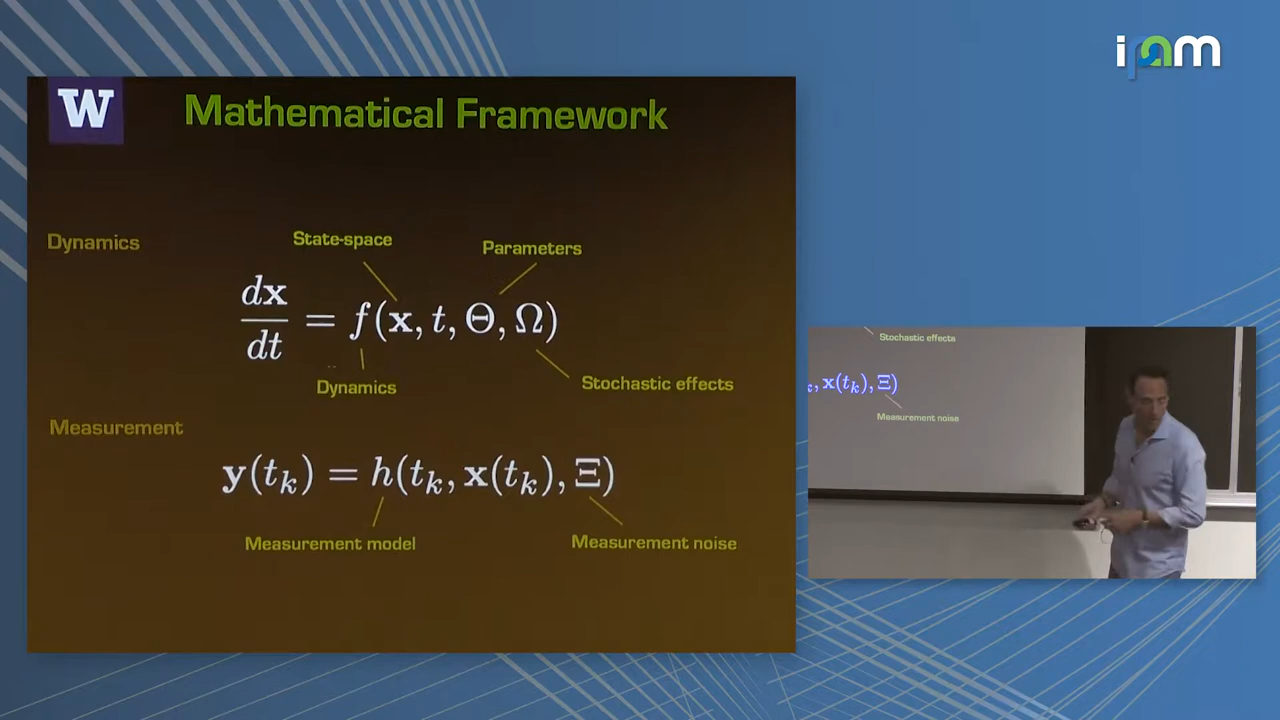 ipam
W
Mathematical Framework
Dynamics
State-space
Parameters
dx/dt = f(x, t, Θ, Ω)
Dynamics
Stochastic effects
Measurement
y(t_k) = h(t_k, x(t_k), Ξ)
Measurement model
Measurement noise
Stochastic effects
k, x(t_k), Ξ)
Measurement noise